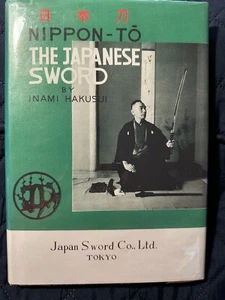 日本刀
NIPPON-TŌ
THE JAPANESE
SWORD
BY
INAMI HAKUSUI
Japan Sword Co., Ltd.
TOKYO